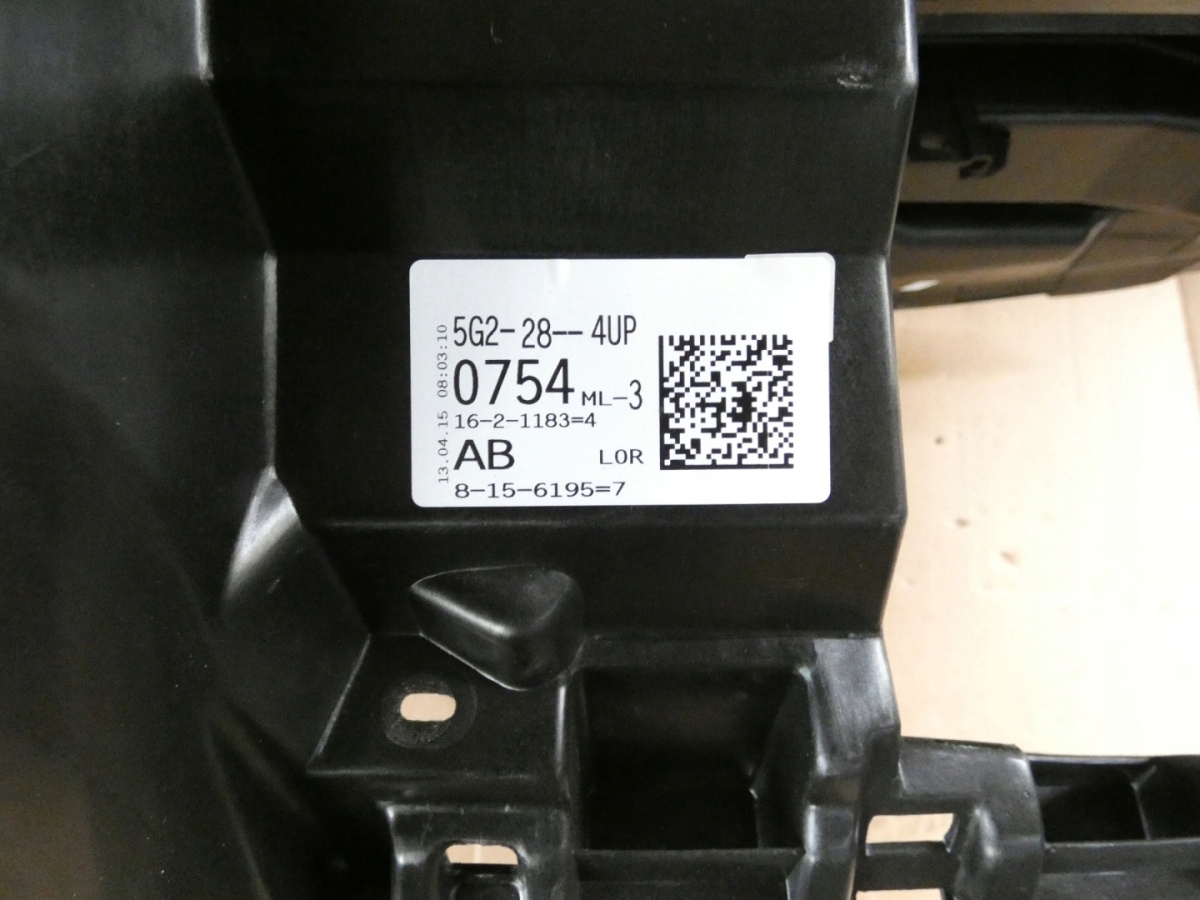 13.04.15 08:03:10
5G2-28--4UP
0754 ML-3
16-2-1183=4
AB LOR
8-15-6195=7